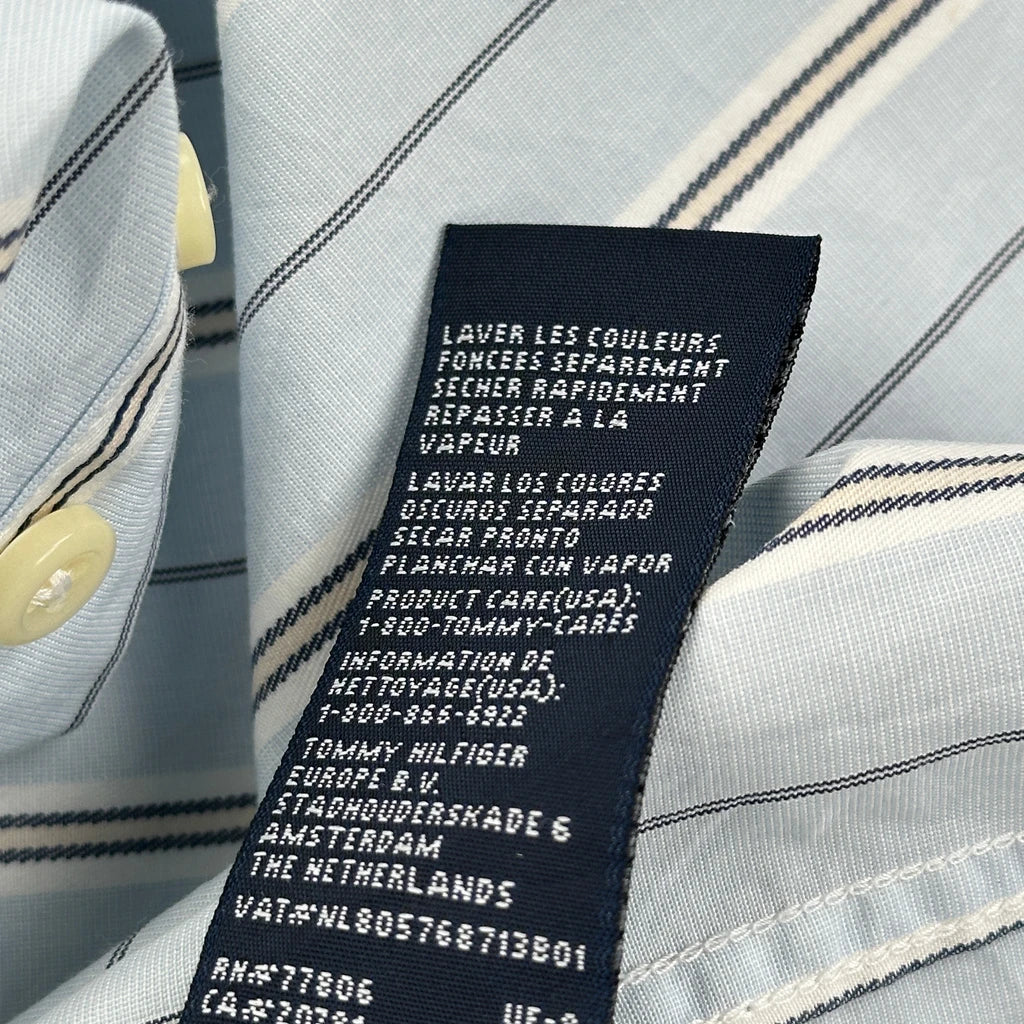 LAVER LES COULEURS
FONCEES SEPAREMENT
SECHER RAPIDEMENT
REPASSER A LA
VAPEUR
LAVAR LOS COLORES
OSCUROS SEPARADO
SECAR PRONTO
PLANCHAR CON VAPOR
PRODUCT CARE(USA):
1-800-TOMMY-CARES
INFORMATION DE
NETTOYAGE(USA):
1-800-866-6922
TOMMY HILFIGER
EUROPE B.V.
STADHOUDERSKADE 6
AMSTERDAM
THE NETHERLANDS
VAT#NL805768713B01
RN#77806